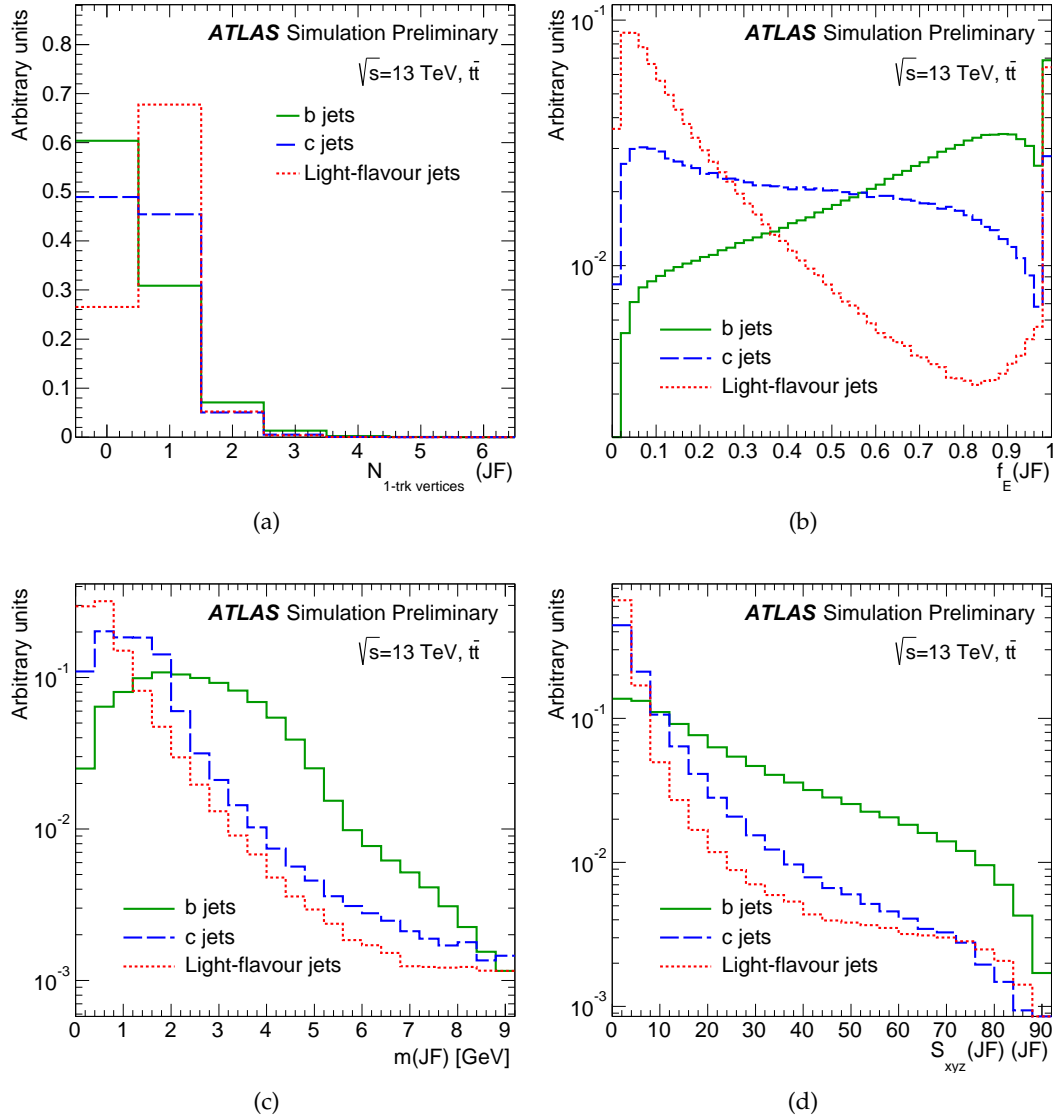 Arbitrary units
0.8
0.7
0.6
0.5
0.4
0.3
0.2
0.1
0
ATLAS Simulation Preliminary
√s=13 TeV, tt̄
b jets
c jets
Light-flavour jets
0 1 2 3 4 5 6
N1-trk vertices (JF)
(a)
Arbitrary units
10⁻¹
10⁻²
ATLAS Simulation Preliminary
√s=13 TeV, tt̄
b jets
c jets
Light-flavour jets
0 0.1 0.2 0.3 0.4 0.5 0.6 0.7 0.8 0.9 1
fE(JF)
(b)
Arbitrary units
10⁻¹
10⁻²
10⁻³
ATLAS Simulation Preliminary
√s=13 TeV, tt̄
b jets
c jets
Light-flavour jets
0 1 2 3 4 5 6 7 8 9
m(JF) [GeV]
(c)
Arbitrary units
10⁻¹
10⁻²
10⁻³
ATLAS Simulation Preliminary
√s=13 TeV, tt̄
b jets
c jets
Light-flavour jets
0 10 20 30 40 50 60 70 80 90
Sxyz(JF) (JF)
(d)